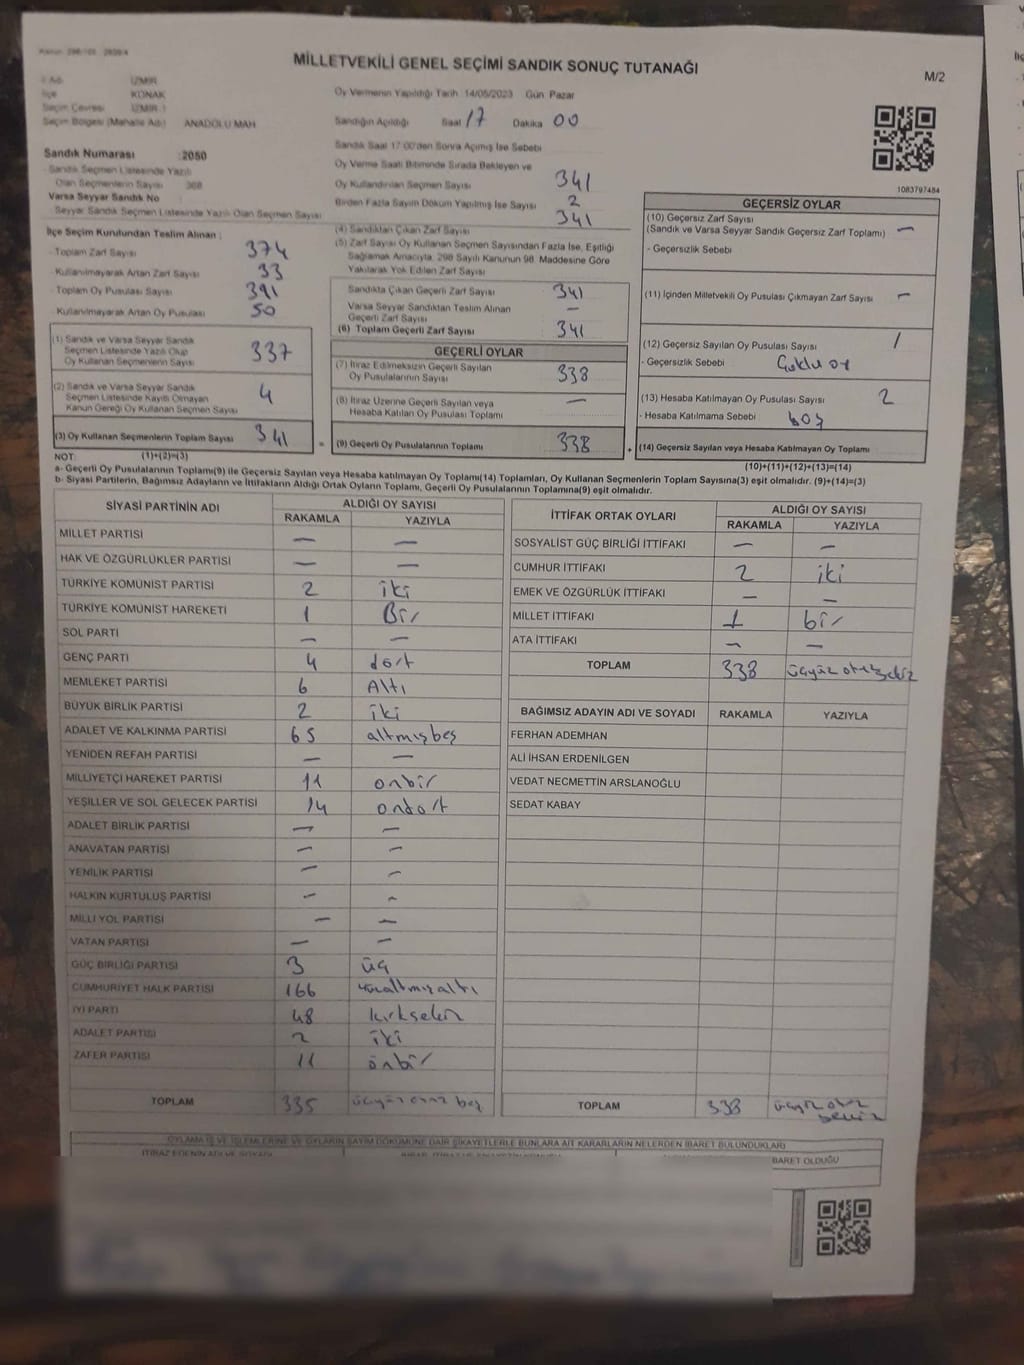 MİLLETVEKİLİ GENEL SEÇİMİ SANDIK SONUÇ TUTANAĞI
M/2
İl Adı İZMİR
İlçe KONAK
Seçim Çevresi İZMİR 1
Seçim Bölgesi (Mahalle Adı) ANADOLU MAH
Sandık Numarası :2050
Sandık Seçmen Listesinde Yazılı
Olan Seçmenlerin Sayısı 368
Varsa Seyyar Sandık No
Seyyar Sandık Seçmen Listesinde Yazılı Olan Seçmen Sayısı
İlçe Seçim Kurulundan Teslim Alınan :
Toplam Zarf Sayısı 374
Kullanılmayarak Artan Zarf Sayısı 33
Toplam Oy Pusulası Sayısı 391
Kullanılmayarak Artan Oy Pusulası 50
(1) Sandık ve Varsa Seyyar Sandık
Seçmen Listesinde Yazılı Olup
Oy Kullanan Seçmenlerin Sayısı 337
(2) Sandık ve Varsa Seyyar Sandık
Seçmen Listesinde Kayıtlı Olmayan
Kanun Gereği Oy Kullanan Seçmen Sayısı 4
(3) Oy Kullanan Seçmenlerin Toplam Sayısı 341 =
Oy Vermenin Yapıldığı Tarih 14/05/2023 Gün Pazar
Sandığın Açıldığı Saat 17 Dakika 00
Sandık Saat 17:00'den Sonra Açılmış İse Sebebi
Oy Verme Saati Bitiminde Sırada Bekleyen ve
Oy Kullandırılan Seçmen Sayısı 341
Birden Fazla Sayım Döküm Yapılmış İse Sayısı 2
(4) Sandıktan Çıkan Zarf Sayısı 341
(5) Zarf Sayısı Oy Kullanan Seçmen Sayısından Fazla İse, Eşitliği
Sağlamak Amacıyla, 298 Sayılı Kanunun 98. Maddesine Göre
Yakılarak Yok Edilen Zarf Sayısı
Sandıkta Çıkan Geçerli Zarf Sayısı 341
Varsa Seyyar Sandıktan Teslim Alınan
Geçerli Zarf Sayısı —
(6) Toplam Geçerli Zarf Sayısı 341
GEÇERLİ OYLAR
(7) İtiraz Edilmeksizin Geçerli Sayılan
Oy Pusulalarının Sayısı 338
(8) İtiraz Üzerine Geçerli Sayılan veya
Hesaba Katılan Oy Pusulası Toplamı —
(9) Geçerli Oy Pusulalarının Toplamı 338 +
1083797484
GEÇERSİZ OYLAR
(10) Geçersiz Zarf Sayısı
(Sandık ve Varsa Seyyar Sandık Geçersiz Zarf Toplamı) —
- Geçersizlik Sebebi
(11) İçinden Milletvekili Oy Pusulası Çıkmayan Zarf Sayısı —
(12) Geçersiz Sayılan Oy Pusulası Sayısı 1
- Geçersizlik Sebebi Çoklu oy
(13) Hesaba Katılmayan Oy Pusulası Sayısı 2
- Hesaba Katılmama Sebebi boş
(14) Geçersiz Sayılan veya Hesaba Katılmayan Oy Toplamı
NOT: (1)+(2)=(3) (10)+(11)+(12)+(13)=(14)
a- Geçerli Oy Pusulalarının Toplamı(9) ile Geçersiz Sayılan veya Hesaba katılmayan Oy Toplamı(14) Toplamları, Oy Kullanan Seçmenlerin Toplam Sayısına(3) eşit olmalıdır. (9)+(14)=(3)
b- Siyasi Partilerin, Bağımsız Adayların ve İttifakların Aldığı Ortak Oyların Toplamı, Geçerli Oy Pusulalarının Toplamına(9) eşit olmalıdır.
SİYASİ PARTİNİN ADI ALDIĞI OY SAYISI
RAKAMLA YAZIYLA
MİLLET PARTİSİ — —
HAK VE ÖZGÜRLÜKLER PARTİSİ — —
TÜRKİYE KOMÜNİST PARTİSİ 2 iki
TÜRKİYE KOMÜNİST HAREKETİ 1 Bir
SOL PARTİ — —
GENÇ PARTİ 4 dört
MEMLEKET PARTİSİ 6 Altı
BÜYÜK BİRLİK PARTİSİ 2 iki
ADALET VE KALKINMA PARTİSİ 65 altmışbeş
YENİDEN REFAH PARTİSİ — —
MİLLİYETÇİ HAREKET PARTİSİ 11 onbir
YEŞİLLER VE SOL GELECEK PARTİSİ 14 ondört
ADALET BİRLİK PARTİSİ — —
ANAVATAN PARTİSİ — —
YENİLİK PARTİSİ — —
HALKIN KURTULUŞ PARTİSİ — —
MİLLİ YOL PARTİSİ — —
VATAN PARTİSİ — —
GÜÇ BİRLİĞİ PARTİSİ 3 üç
CUMHURİYET HALK PARTİSİ 166 yüzaltmışaltı
İYİ PARTİ 48 kırksekiz
ADALET PARTİSİ 2 iki
ZAFER PARTİSİ 11 onbir
TOPLAM 335 üçyüz otuz beş
İTTİFAK ORTAK OYLARI ALDIĞI OY SAYISI
RAKAMLA YAZIYLA
SOSYALİST GÜÇ BİRLİĞİ İTTİFAKI — —
CUMHUR İTTİFAKI 2 iki
EMEK VE ÖZGÜRLÜK İTTİFAKI — —
MİLLET İTTİFAKI 1 bir
ATA İTTİFAKI — —
TOPLAM 338 üçyüz otuzsekiz
BAĞIMSIZ ADAYIN ADI VE SOYADI RAKAMLA YAZIYLA
FERHAN ADEMHAN
ALİ İHSAN ERDENİLGEN
VEDAT NECMETTİN ARSLANOĞLU
SEDAT KABAY
TOPLAM 338 üçyüz otuz sekiz
OYLAMA İŞ VE İŞLEMLERİNE VE OYLARIN SAYIM DÖKÜMÜNE DAİR ŞİKAYETLERLE BUNLARA AİT KARARLARIN NELERDEN İBARET BULUNDUKLARI
İTİRAZ EDENİN ADI VE SOYADI
BARET OLDUĞU